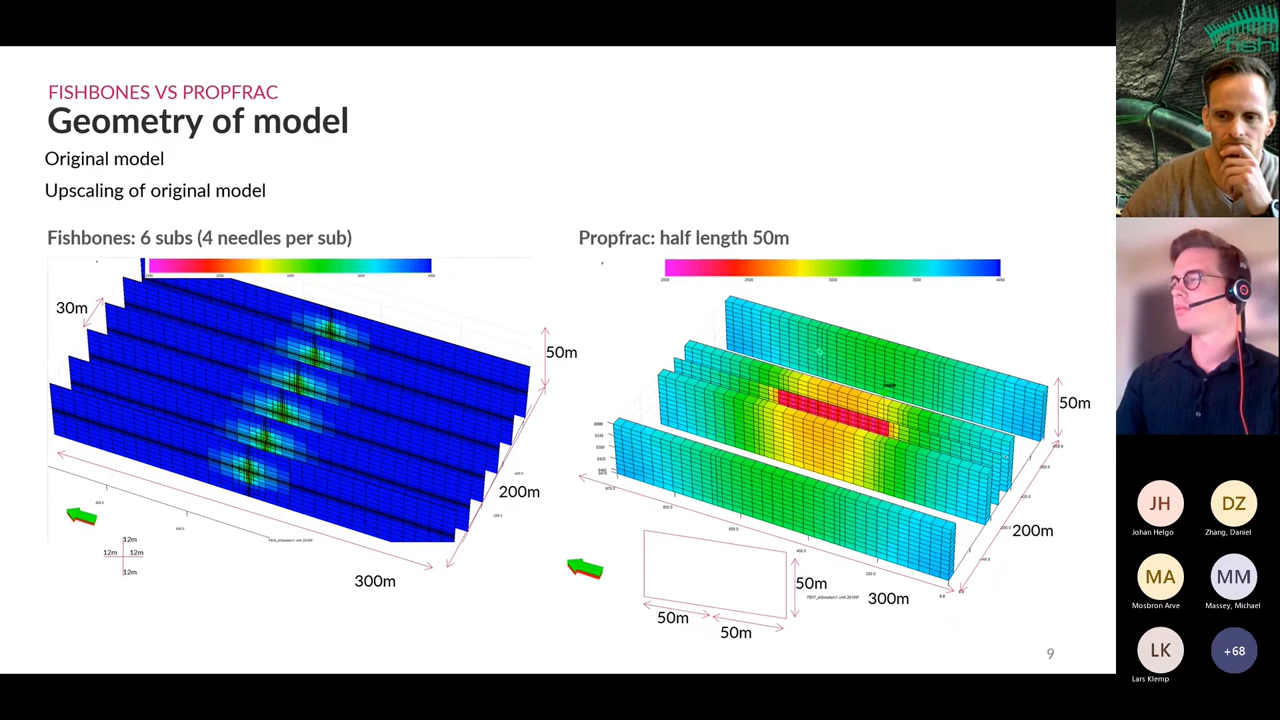 FISHBONES VS PROPFRAC
Geometry of model
Original model
Upscaling of original model
Fishbones: 6 subs (4 needles per sub)
Propfrac: half length 50m
30m
50m
200m
300m
12m
12m 12m
12m
50m
200m
300m
50m
50m
50m
9
fish
JH
Johan Helgo
DZ
Zhang, Daniel
MA
Mosbron Arve
MM
Massey, Michael
LK
Lars Klemp
+68